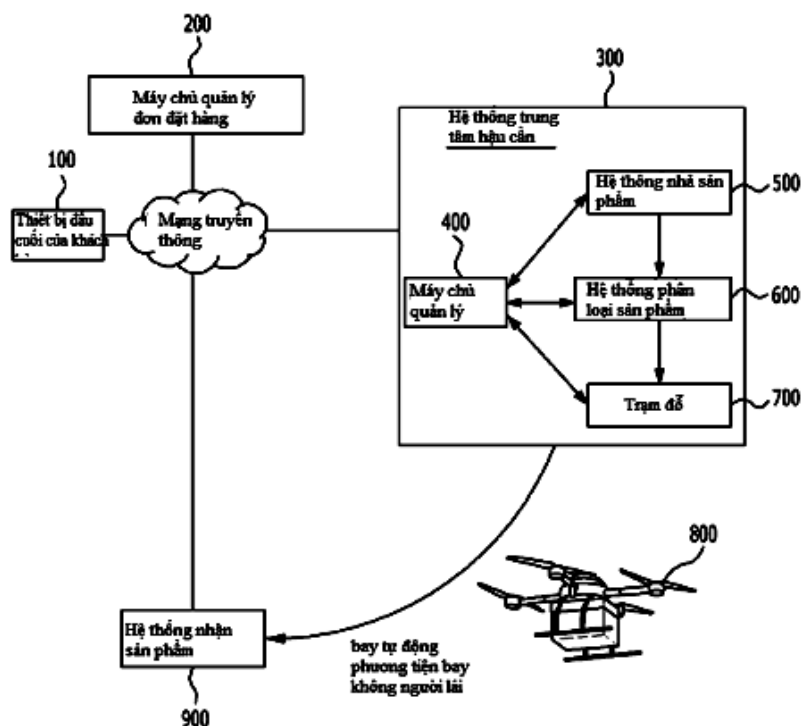 200
Máy chủ quản lý
đơn đặt hàng
300
Hệ thống trung
tâm hậu cần
100
Thiết bị đầu
cuối của khách
Mạng truyền
thông
Hệ thống nhả sản
phẩm
500
400
Máy chủ
quản lý
Hệ thống phân
loại sản phẩm
600
Trạm đỗ
700
800
Hệ thống nhận
sản phẩm
900
bay tự động
phương tiện bay
không người lái